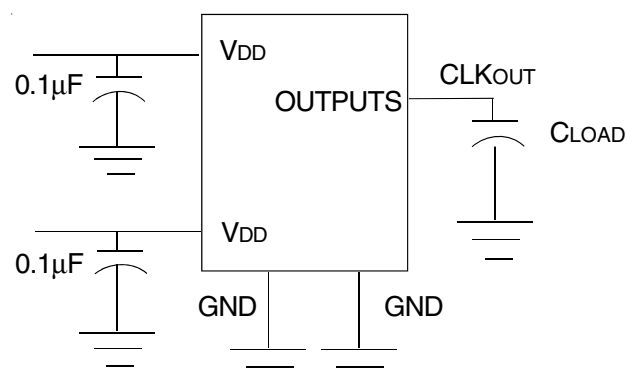 VDD
0.1μF
OUTPUTS
CLKOUT
CLOAD
VDD
0.1μF
GND
GND